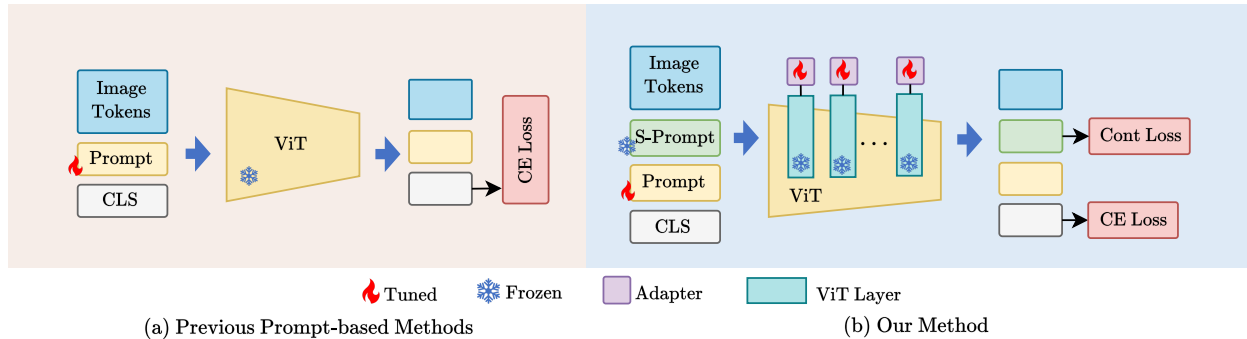 Image
Tokens
Prompt
CLS
ViT
CE Loss
Image
Tokens
S-Prompt
Prompt
CLS
...
ViT
Cont Loss
CE Loss
Tuned
Frozen
Adapter
ViT Layer
(a) Previous Prompt-based Methods
(b) Our Method